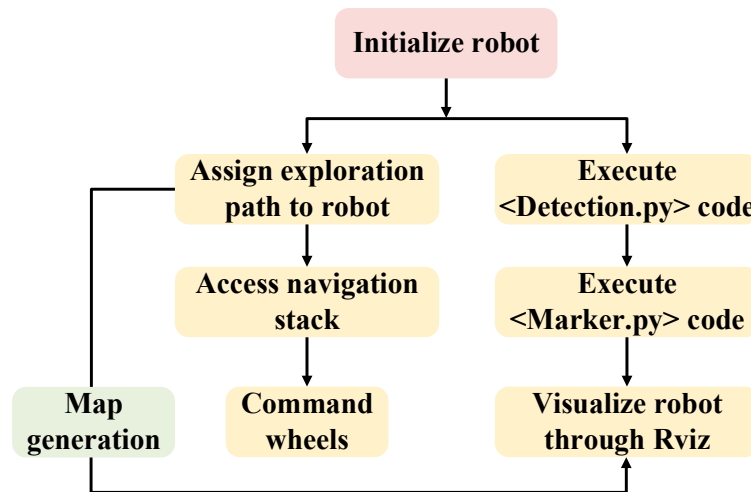 Initialize robot
Assign exploration
path to robot
Execute
<Detection.py> code
Access navigation
stack
Execute
<Marker.py> code
Map
generation
Command
wheels
Visualize robot
through Rviz